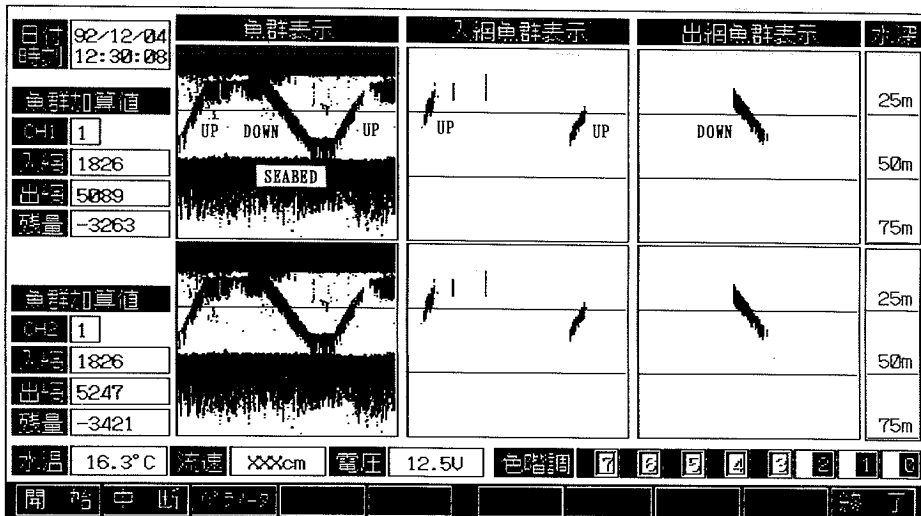 日付 92/12/04
時刻 12:30:08
魚群表示
入網魚群表示
出網魚群表示
水深
魚群加算値
CH1 1
入網 1826
出網 5089
残量 -3263
UP DOWN UP
SEABED
UP UP
DOWN
25m
50m
75m
魚群加算値
CH2 1
入網 1826
出網 5247
残量 -3421
25m
50m
75m
水温 16.3°C 流速 XXXcm 電圧 12.5V 色階調 7 6 5 4 3 2 1 0
開始 中断 パラメータ 終了